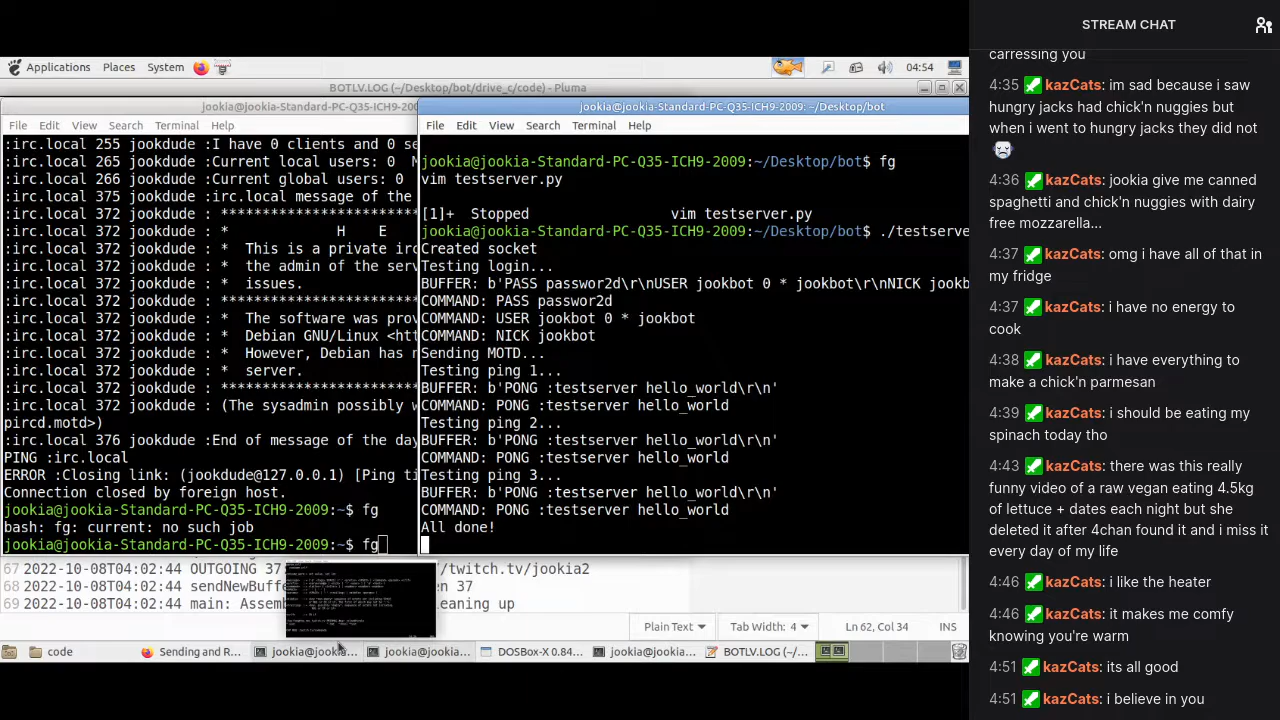 Applications Places System 04:54
BOTLV.LOG (~/Desktop/bot/drive_c/code) - Pluma
jookia@jookia-Standard-PC-Q35-ICH9-200
File Edit View Search Terminal Help
:irc.local 255 jookdude :I have 0 clients and 0 se
:irc.local 265 jookdude :Current local users: 0 M
:irc.local 266 jookdude :Current global users: 0
:irc.local 375 jookdude :irc.local message of the
:irc.local 372 jookdude : ************************
:irc.local 372 jookdude : * H E
:irc.local 372 jookdude : * This is a private irc
:irc.local 372 jookdude : * the admin of the serv
:irc.local 372 jookdude : * issues.
:irc.local 372 jookdude : ************************
:irc.local 372 jookdude : * The software was prov
:irc.local 372 jookdude : * Debian GNU/Linux <htt
:irc.local 372 jookdude : * However, Debian has n
:irc.local 372 jookdude : * server.
:irc.local 372 jookdude : ************************
:irc.local 372 jookdude : (The sysadmin possibly w
pircd.motd>)
:irc.local 376 jookdude :End of message of the day
PING :irc.local
ERROR :Closing link: (jookdude@127.0.0.1) [Ping ti
Connection closed by foreign host.
jookia@jookia-Standard-PC-Q35-ICH9-2009:~$ fg
bash: fg: current: no such job
jookia@jookia-Standard-PC-Q35-ICH9-2009:~$ fg
jookia@jookia-Standard-PC-Q35-ICH9-2009: ~/Desktop/bot
File Edit View Search Terminal Help
jookia@jookia-Standard-PC-Q35-ICH9-2009:~/Desktop/bot$ fg
vim testserver.py
[1]+ Stopped vim testserver.py
jookia@jookia-Standard-PC-Q35-ICH9-2009:~/Desktop/bot$ ./testserve
Created socket
Testing login...
BUFFER: b'PASS passwor2d\r\nUSER jookbot 0 * jookbot\r\nNICK jookb
COMMAND: PASS passwor2d
COMMAND: USER jookbot 0 * jookbot
COMMAND: NICK jookbot
Sending MOTD...
Testing ping 1...
BUFFER: b'PONG :testserver hello_world\r\n'
COMMAND: PONG :testserver hello_world
Testing ping 2...
BUFFER: b'PONG :testserver hello_world\r\n'
COMMAND: PONG :testserver hello_world
Testing ping 3...
BUFFER: b'PONG :testserver hello_world\r\n'
COMMAND: PONG :testserver hello_world
All done!
67 2022-10-08T04:02:44 OUTGOING 37 /twitch.tv/jookia2
68 2022-10-08T04:02:44 sendNewBuff en 37
69 2022-10-08T04:02:44 main: Assem leaning up
Plain Text Tab Width: 4 Ln 62, Col 34 INS
code Sending and R... jookia@jookia... jookia@jookia... DOSBox-X 0.84... jookia@jookia... BOTLV.LOG (~/...
STREAM CHAT
carressing you
4:35 kazCats: im sad because i saw
hungry jacks had chick'n nuggies but
when i went to hungry jacks they did not
4:36 kazCats: jookia give me canned
spaghetti and chick'n nuggies with dairy
free mozzarella...
4:37 kazCats: omg i have all of that in
my fridge
4:37 kazCats: i have no energy to
cook
4:38 kazCats: i have everything to
make a chick'n parmesan
4:39 kazCats: i should be eating my
spinach today tho
4:43 kazCats: there was this really
funny video of a raw vegan eating 4.5kg
of lettuce + dates each night but she
deleted it after 4chan found it and i miss it
every day of my life
4:50 kazCats: i like the heater
4:50 kazCats: it makes me comfy
knowing you're warm
4:51 kazCats: its all good
4:51 kazCats: i believe in you